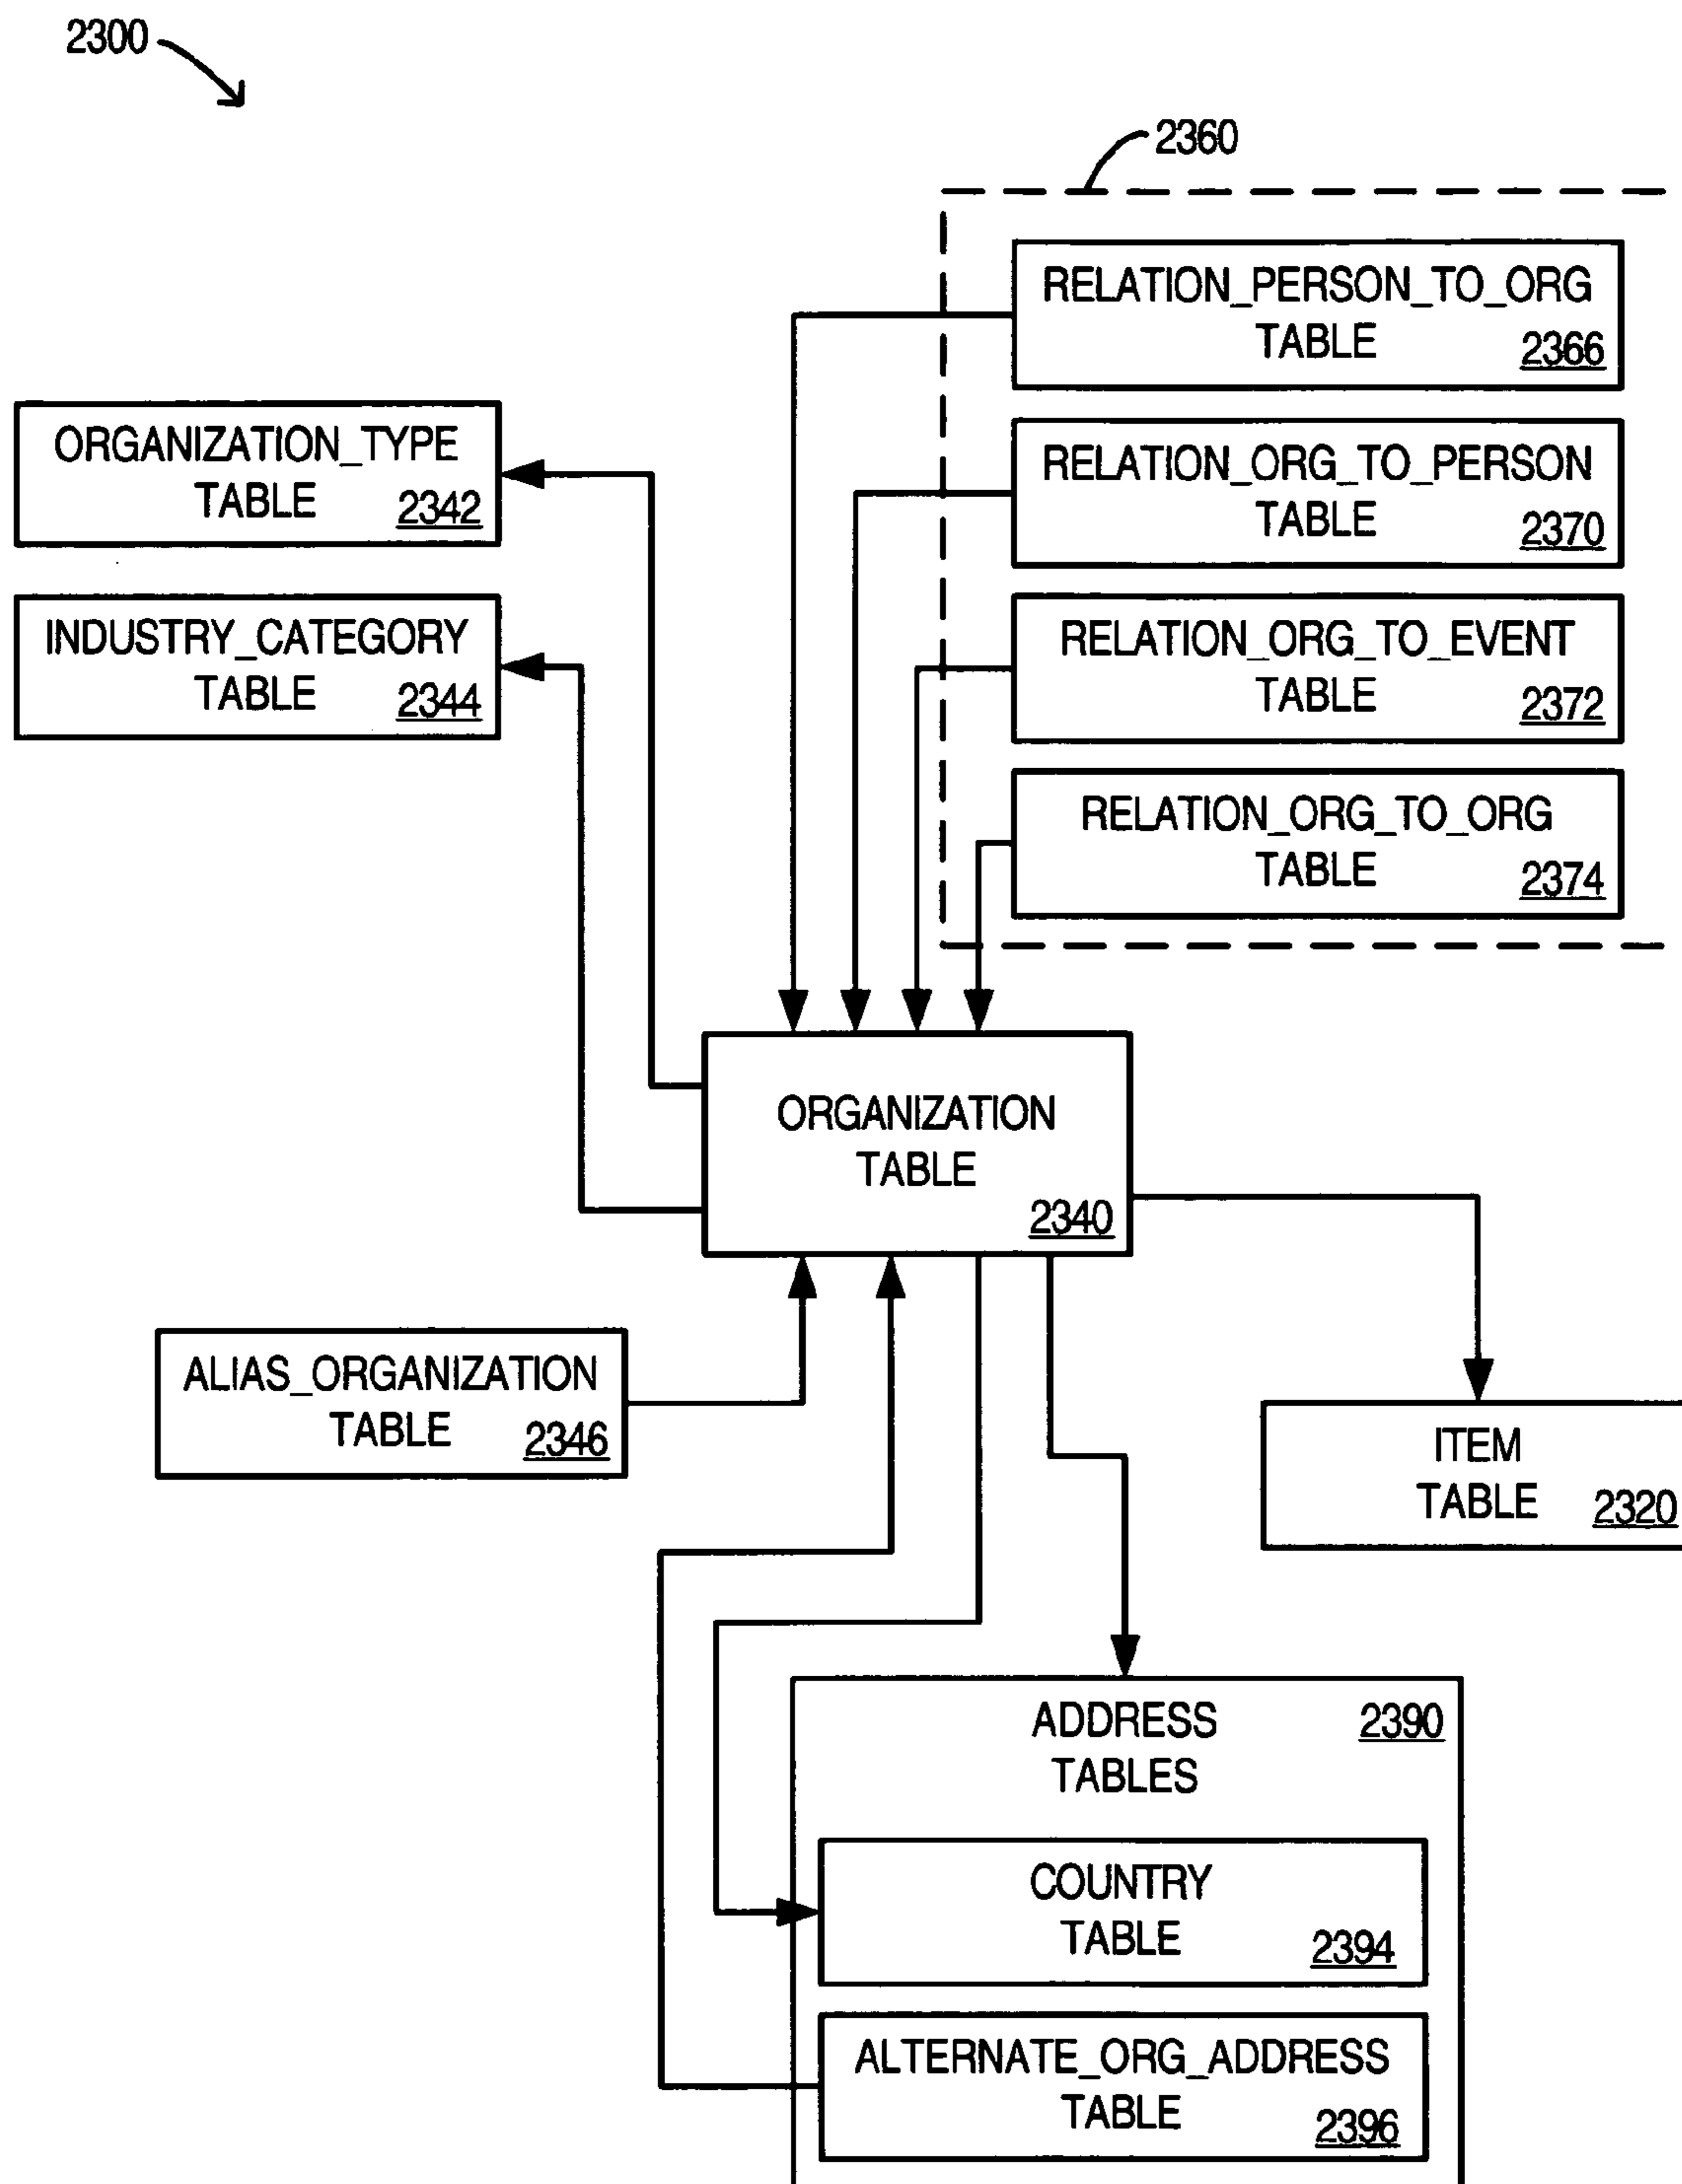 2300
2360
RELATION_PERSON_TO_ORG
TABLE 2366
ORGANIZATION_TYPE
TABLE 2342
RELATION_ORG_TO_PERSON
TABLE 2370
INDUSTRY_CATEGORY
TABLE 2344
RELATION_ORG_TO_EVENT
TABLE 2372
RELATION_ORG_TO_ORG
TABLE 2374
ORGANIZATION
TABLE
2340
ALIAS_ORGANIZATION
TABLE 2346
ITEM
TABLE 2320
ADDRESS 2390
TABLES
COUNTRY
TABLE 2394
ALTERNATE_ORG_ADDRESS
TABLE 2396